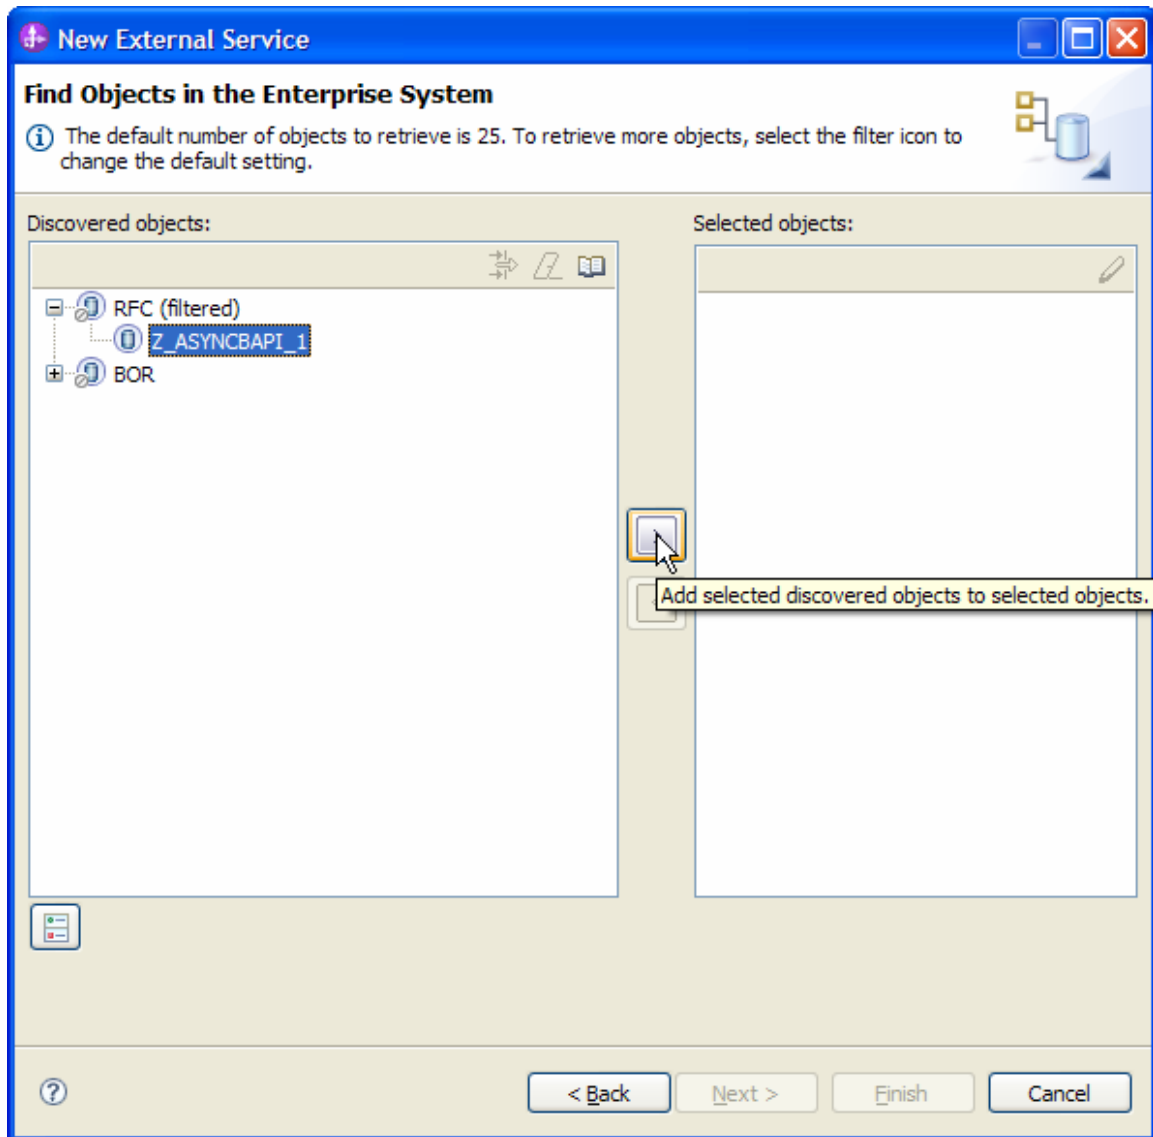 New External Service
Find Objects in the Enterprise System
The default number of objects to retrieve is 25. To retrieve more objects, select the filter icon to
change the default setting.
Discovered objects:
Selected objects:
RFC (filtered)
Z_ASYNCBAPI_1
BOR
Add selected discovered objects to selected objects.
< Back
Next >
Finish
Cancel